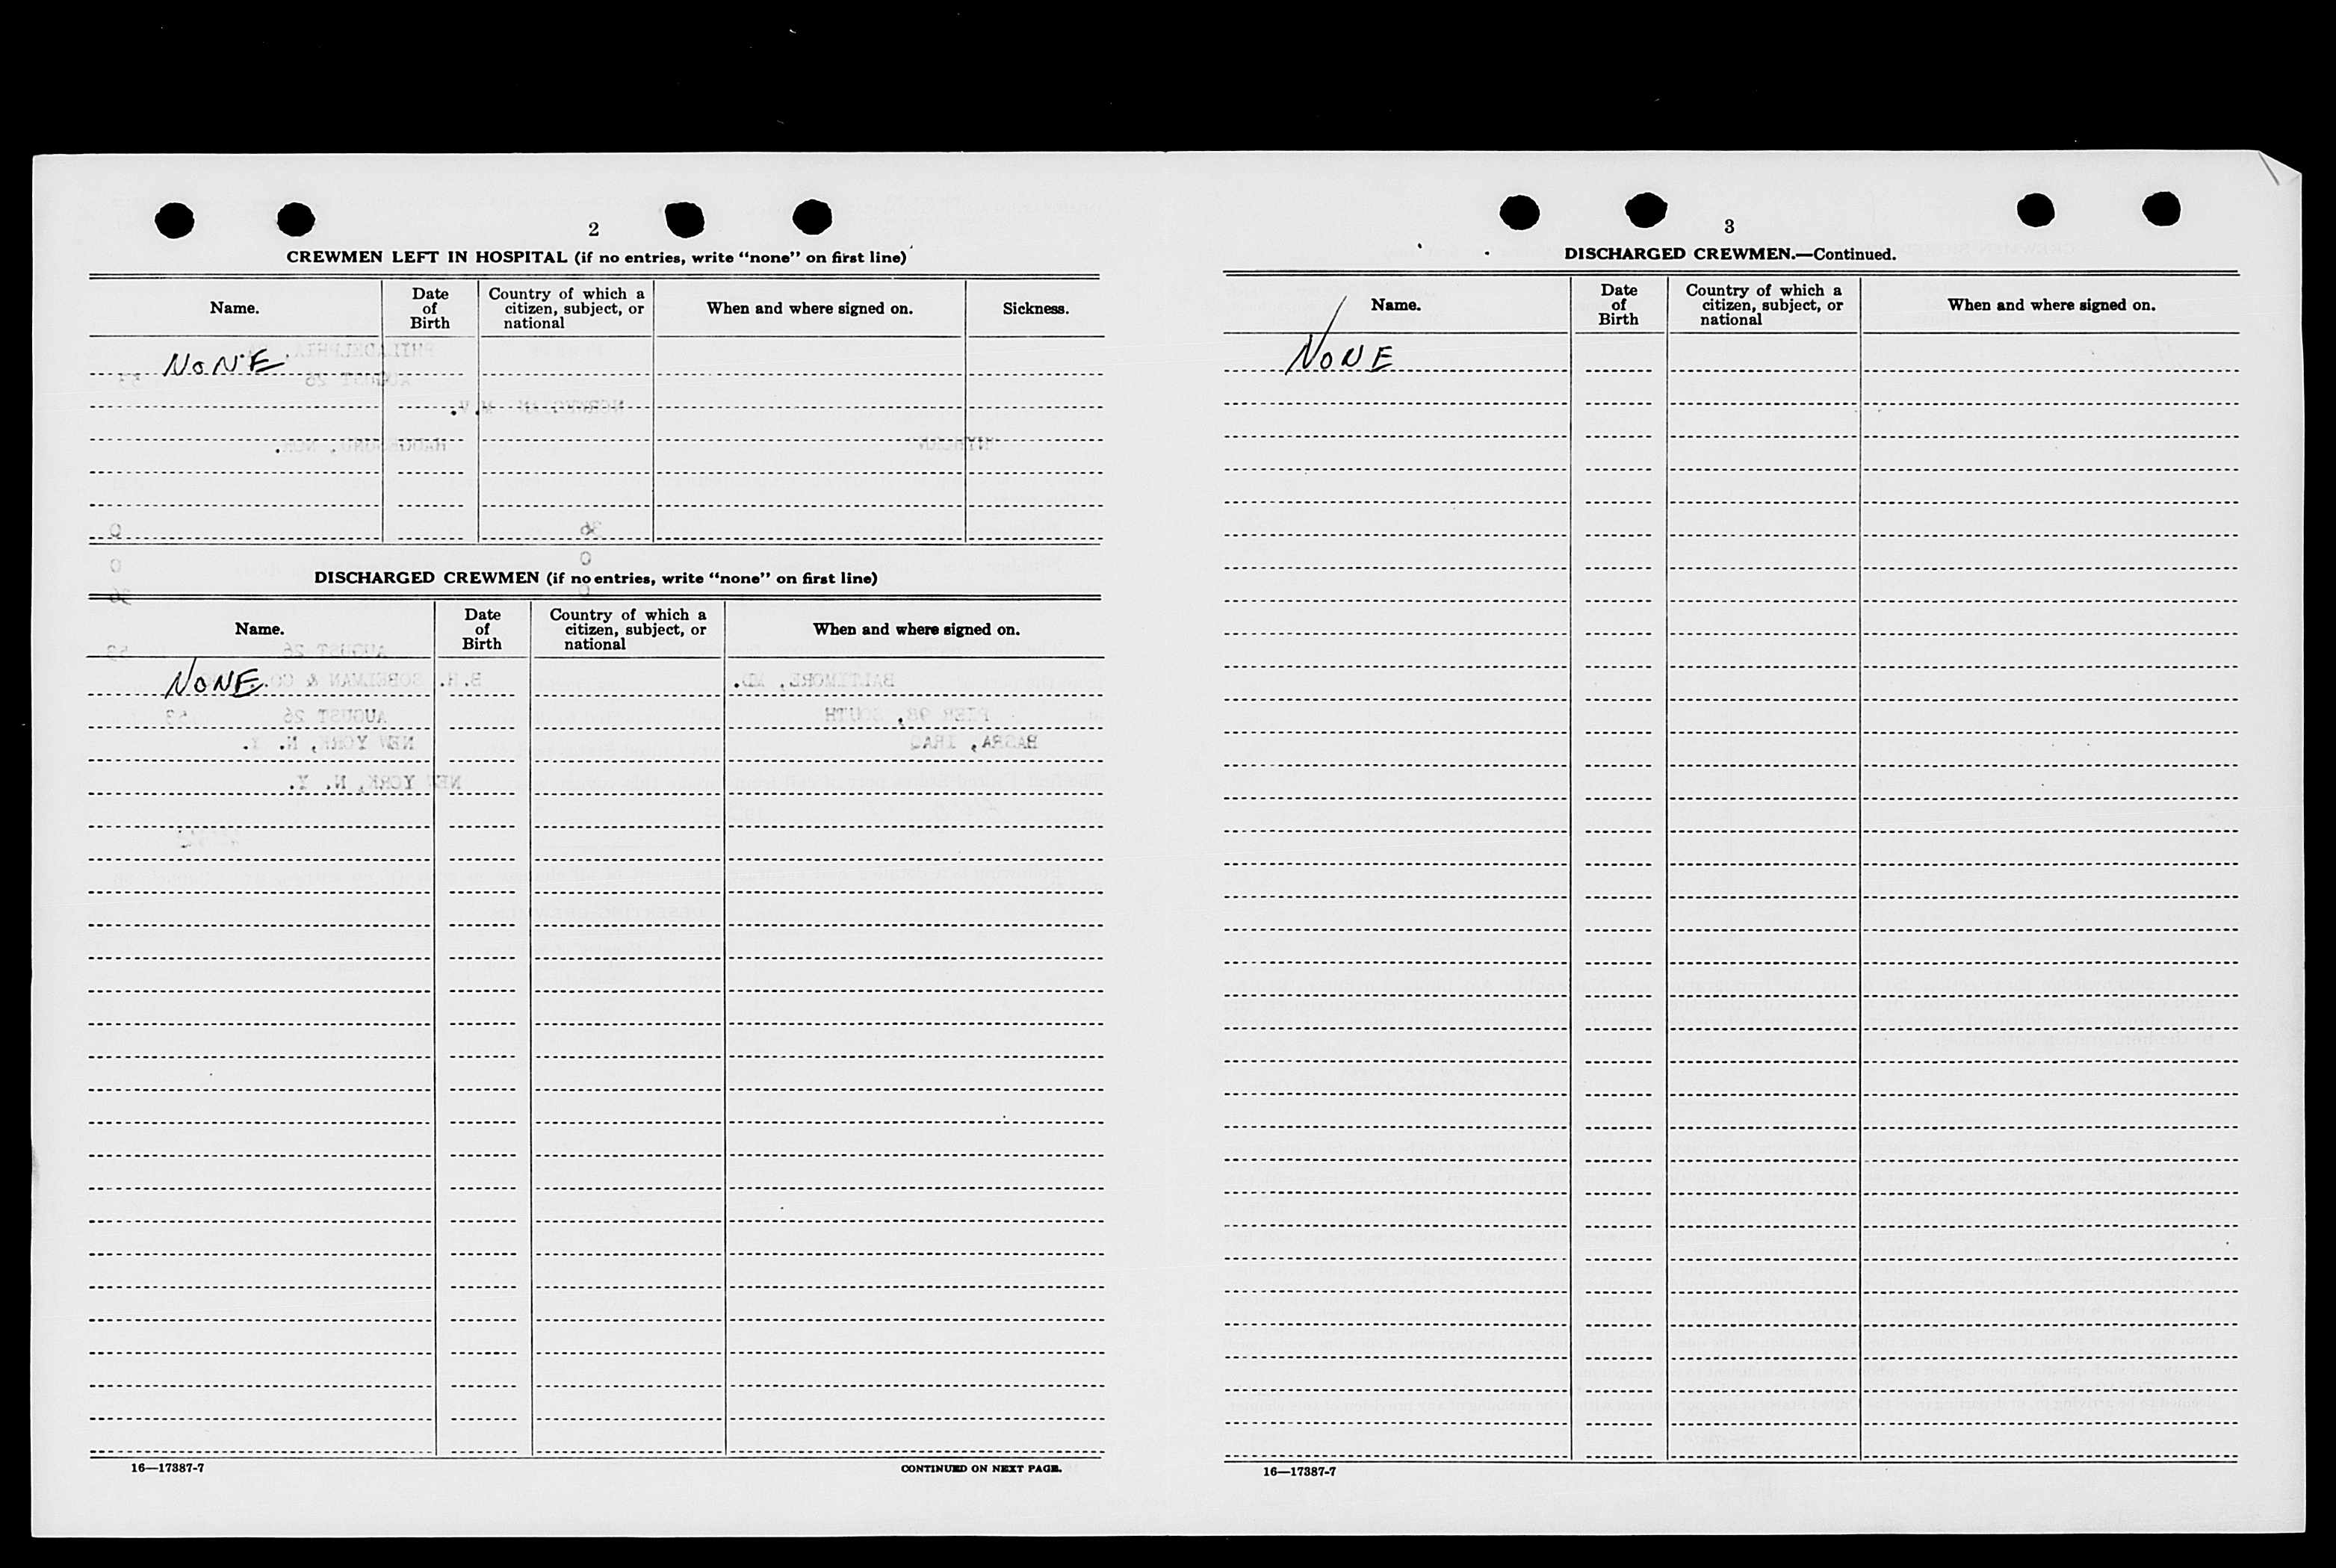 2
CREWMEN LEFT IN HOSPITAL (if no entries, write “none” on first line)
Name.
Date of Birth
Country of which a citizen, subject, or national
When and where signed on.
Sickness.
NONE
DISCHARGED CREWMEN (if no entries, write “none” on first line)
Name.
Date of Birth
Country of which a citizen, subject, or national
When and where signed on.
NONE
16—17387-7
CONTINUED ON NEXT PAGE.
3
DISCHARGED CREWMEN.—Continued.
Name.
Date of Birth
Country of which a citizen, subject, or national
When and where signed on.
NONE
16—17387-7